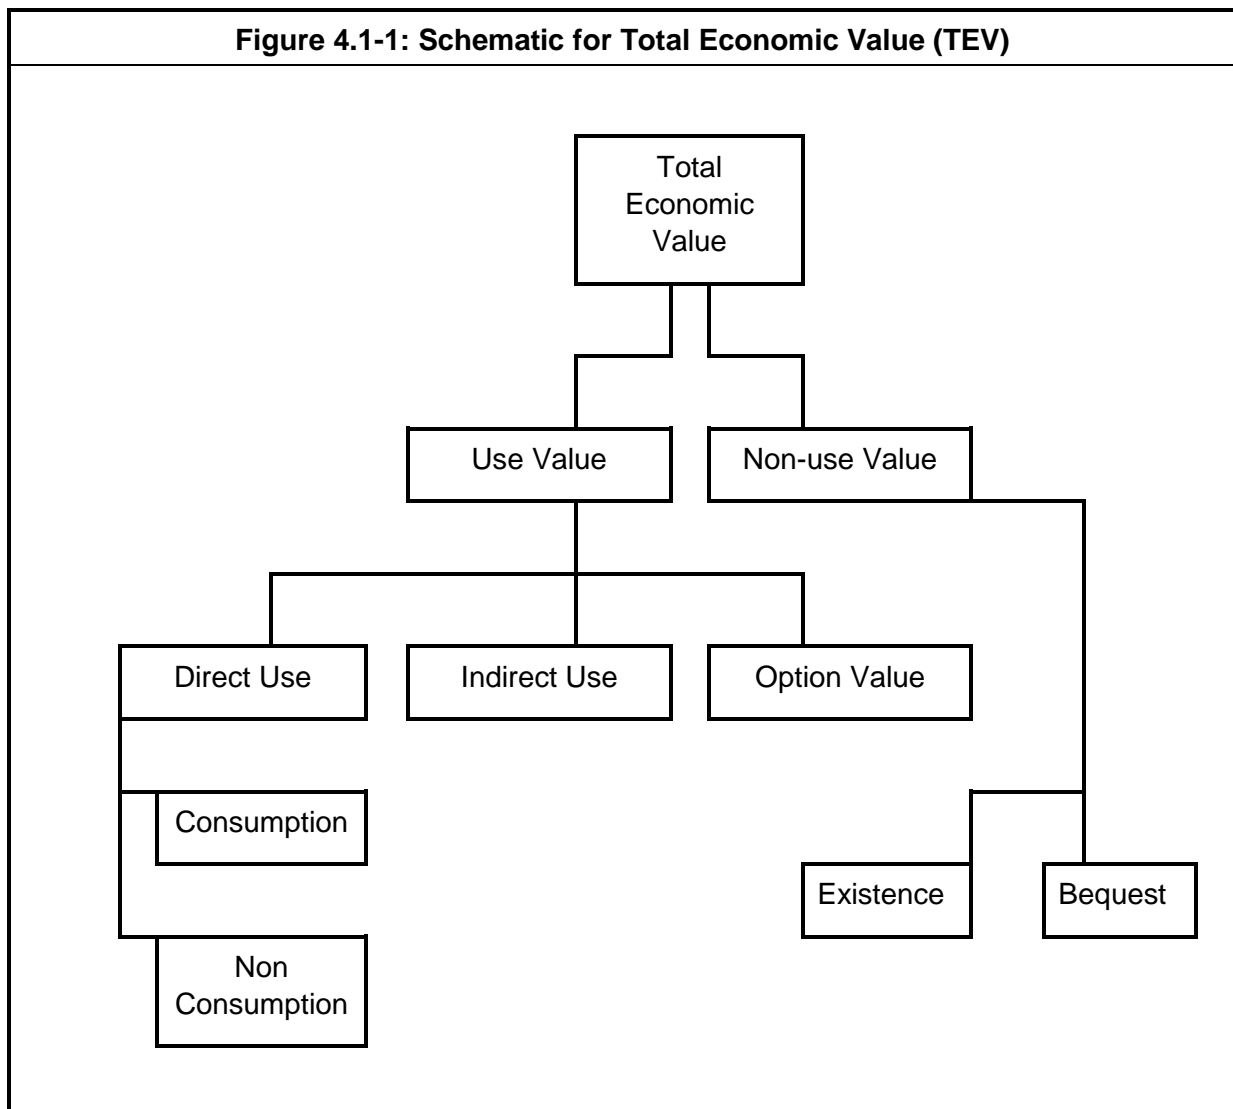 Figure 4.1-1: Schematic for Total Economic Value (TEV)
Total
Economic
Value
Use Value
Non-use Value
Direct Use
Indirect Use
Option Value
Consumption
Non
Consumption
Existence
Bequest